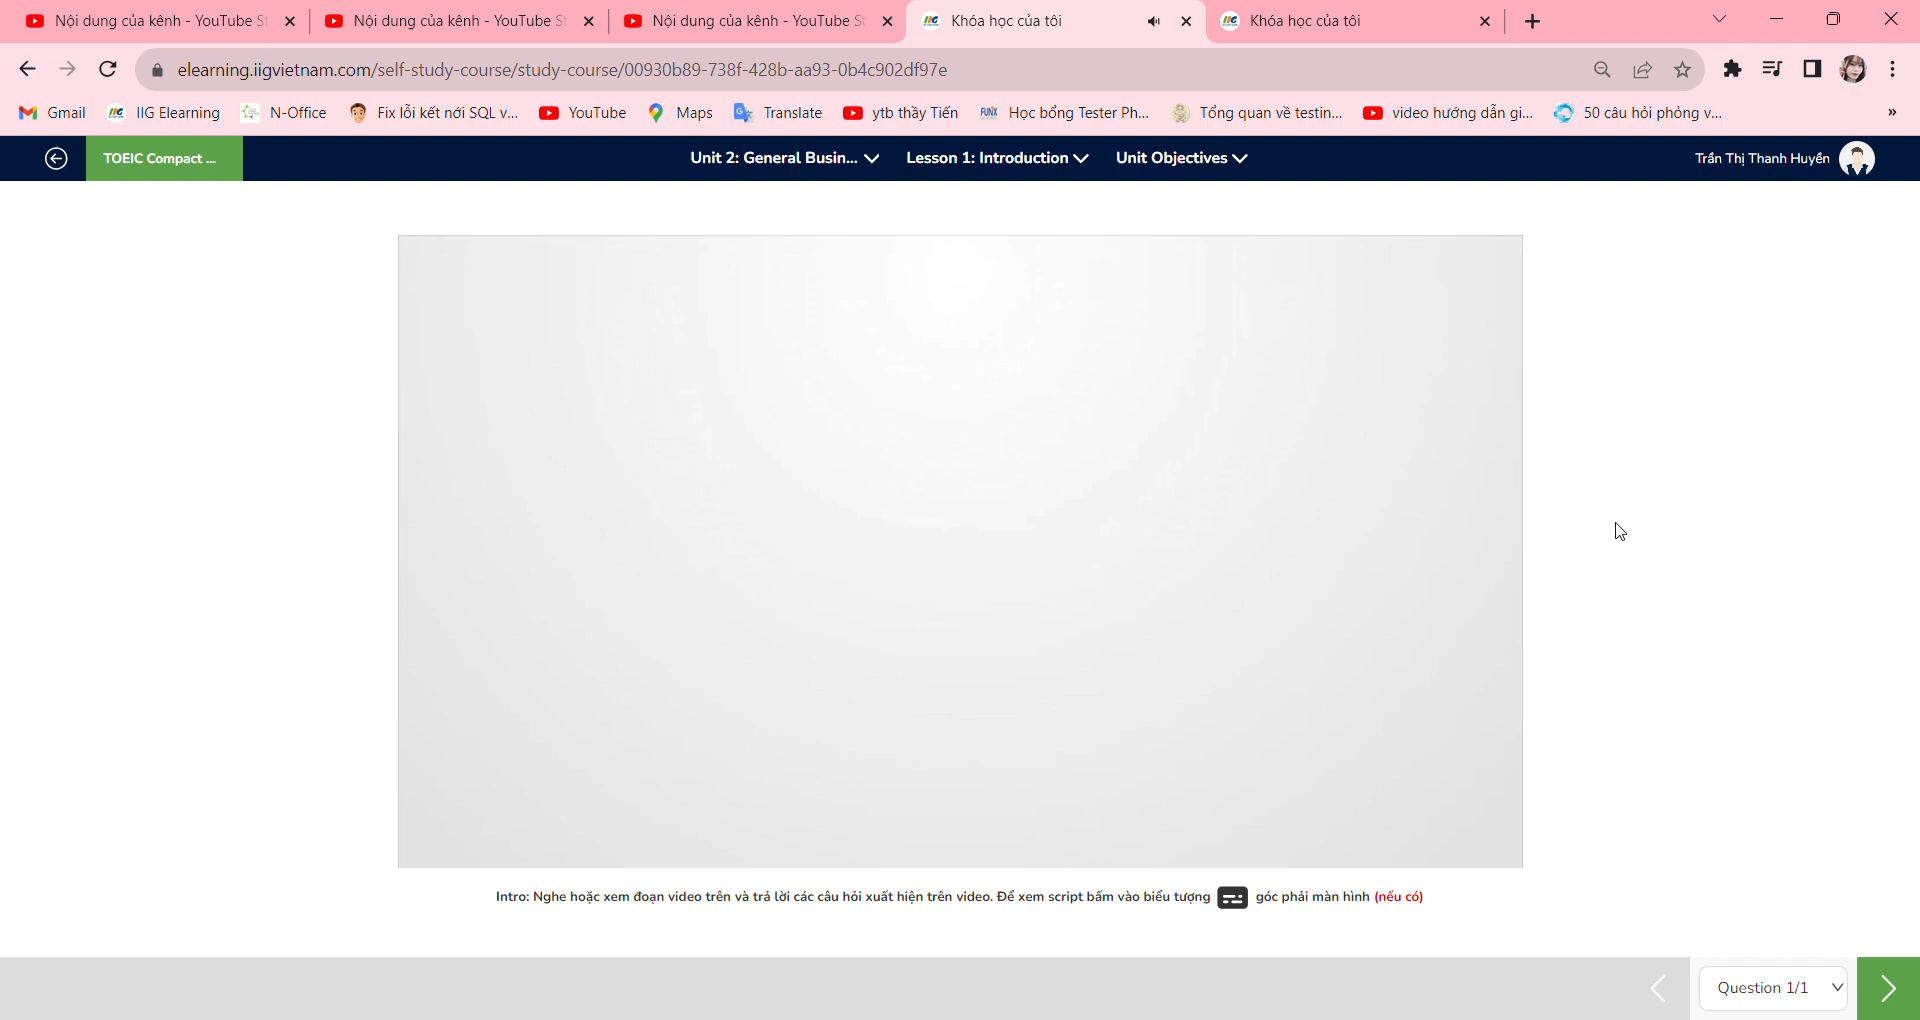 Nội dung của kênh - YouTube St
Nội dung của kênh - YouTube St
Nội dung của kênh - YouTube St
Khóa học của tôi
Khóa học của tôi
elearning.iigvietnam.com/self-study-course/study-course/00930b89-738f-428b-aa93-0b4c902df97e
Gmail
IIG Elearning
N-Office
Fix lỗi kết nới SQL v...
YouTube
Maps
Translate
ytb thầy Tiến
FUNiX Học bổng Tester Ph...
Tổng quan về testin...
video hướng dẫn gi...
50 câu hỏi phỏng v...
TOEIC Compact ...
Unit 2: General Busin...
Lesson 1: Introduction
Unit Objectives
Trần Thị Thanh Huyền
Intro: Nghe hoặc xem đoạn video trên và trả lời các câu hỏi xuất hiện trên video. Để xem script bấm vào biểu tượng góc phải màn hình (nếu có)
Question 1/1